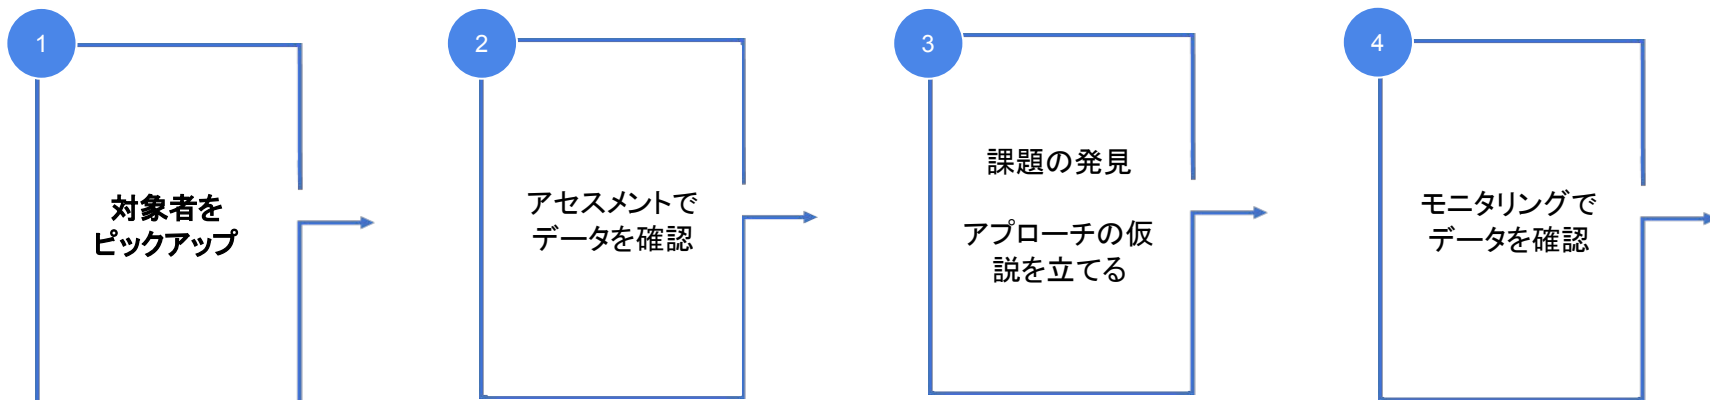 1
対象者を
ピックアップ
2
アセスメントで
データを確認
3
課題の発見
アプローチの仮
説を立てる
4
モニタリングで
データを確認